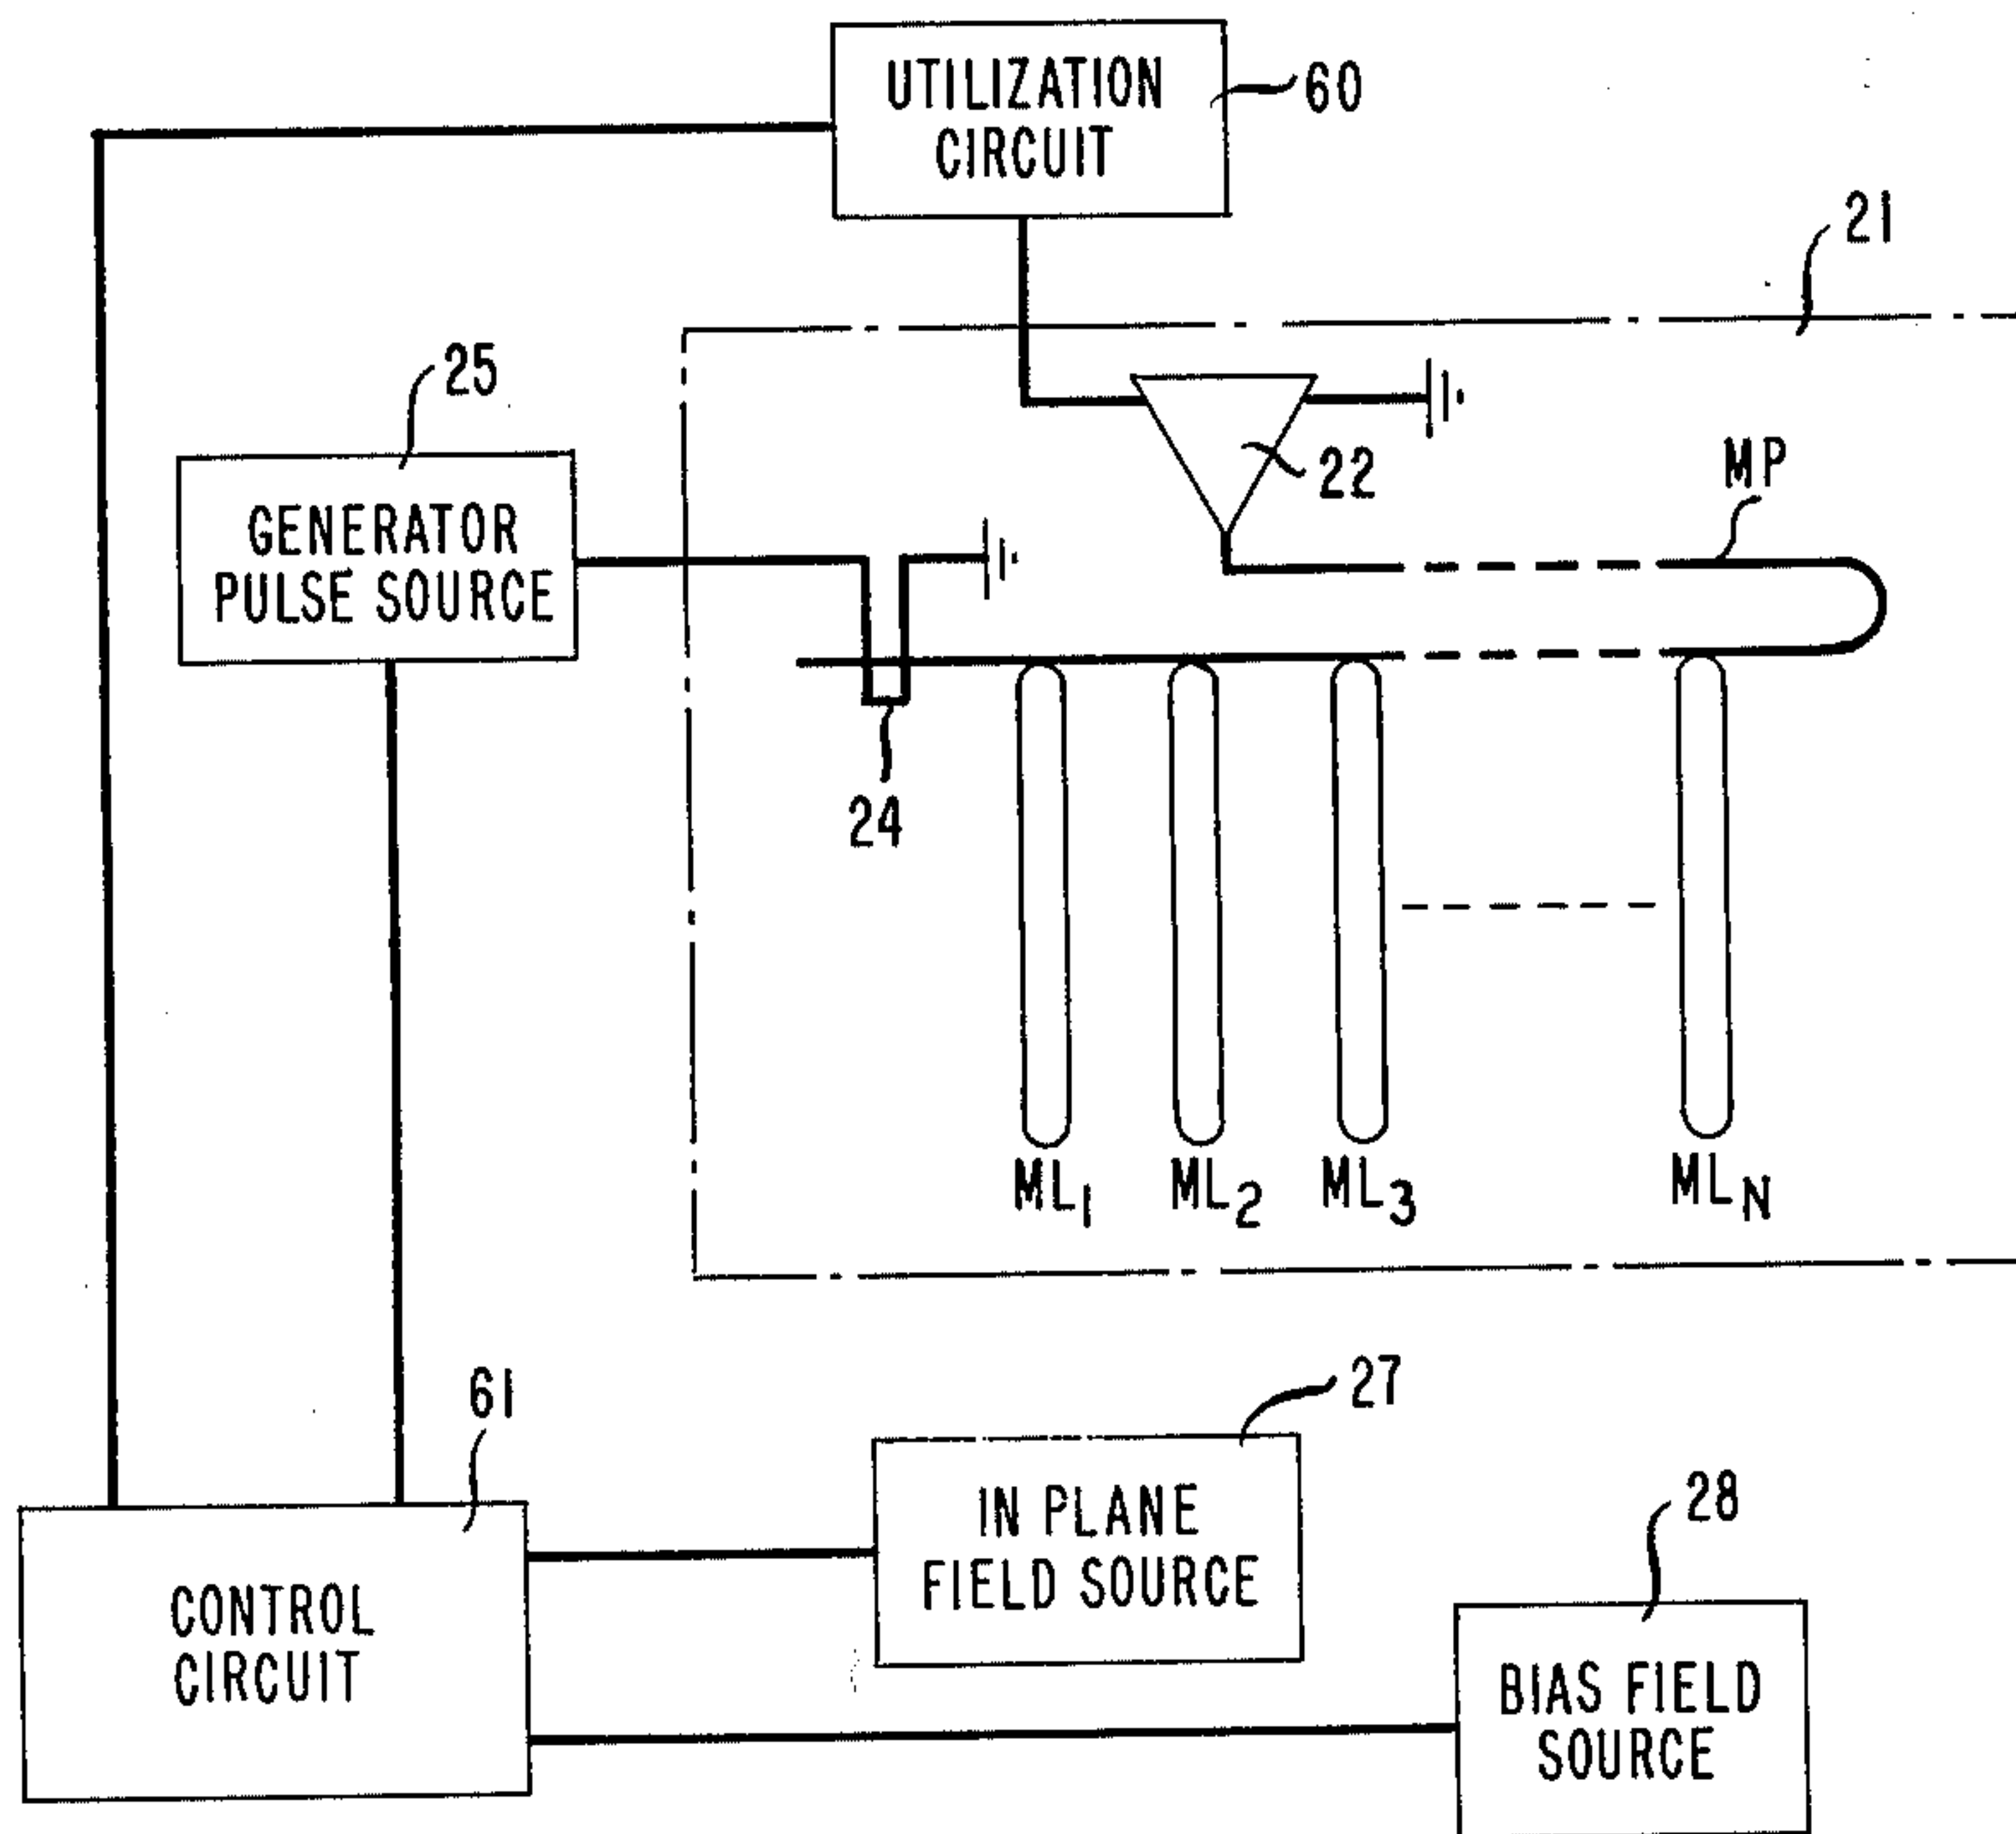 UTILIZATION
CIRCUIT
60
21
25
GENERATOR
PULSE SOURCE
22
MP
24
ML1
ML2
ML3
MLN
61
CONTROL
CIRCUIT
27
IN PLANE
FIELD SOURCE
28
BIAS FIELD
SOURCE